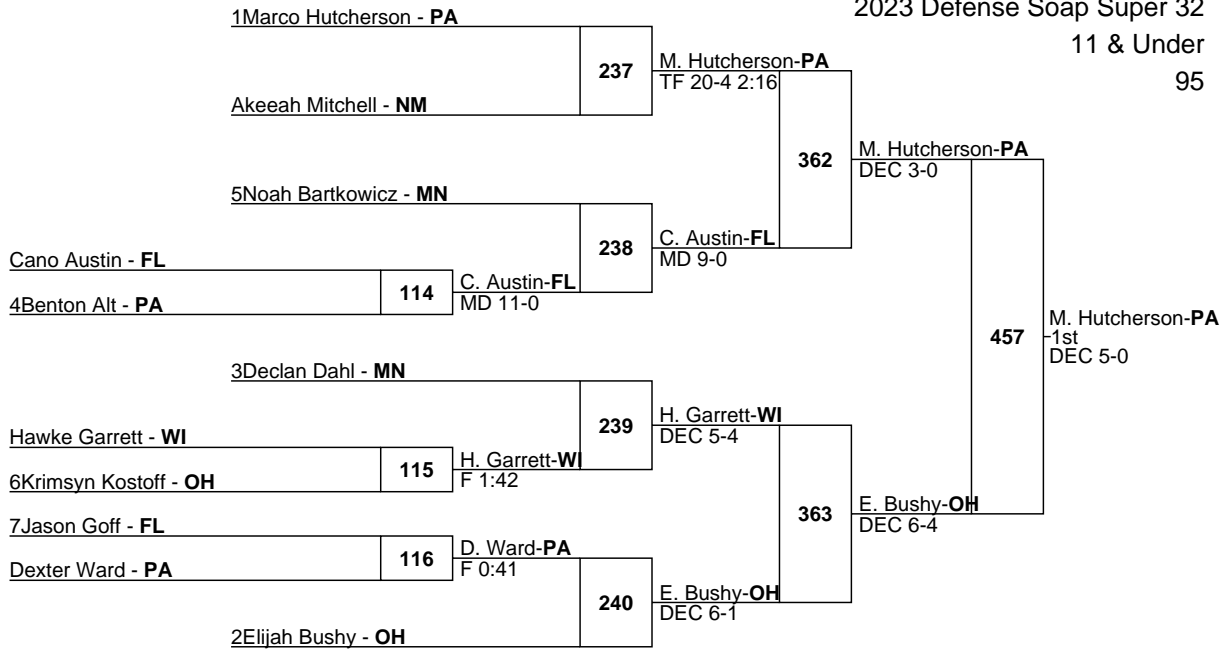 2023 Defense Soap Super 32
11 & Under
95
1Marco Hutcherson - PA
237
M. Hutcherson-PA
TF 20-4 2:16
Akeeah Mitchell - NM
362
M. Hutcherson-PA
DEC 3-0
5Noah Bartkowicz - MN
238
C. Austin-FL
MD 9-0
Cano Austin - FL
114
C. Austin-FL
MD 11-0
4Benton Alt - PA
457
M. Hutcherson-PA
1st
DEC 5-0
3Declan Dahl - MN
239
H. Garrett-WI
DEC 5-4
Hawke Garrett - WI
115
H. Garrett-WI
F 1:42
6Krimsyn Kostoff - OH
363
E. Bushy-OH
DEC 6-4
7Jason Goff - FL
116
D. Ward-PA
F 0:41
Dexter Ward - PA
240
E. Bushy-OH
DEC 6-1
2Elijah Bushy - OH